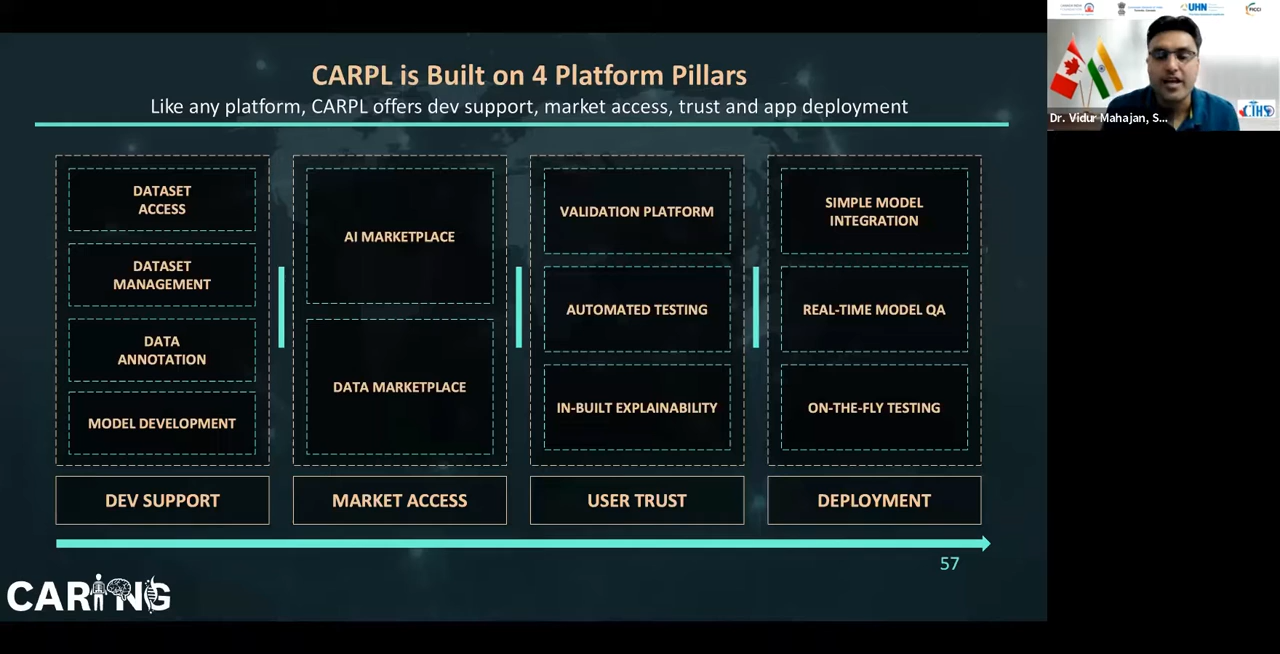 CARPL is Built on 4 Platform Pillars
Like any platform, CARPL offers dev support, market access, trust and app deployment
DATASET
ACCESS
DATASET
MANAGEMENT
DATA
ANNOTATION
MODEL DEVELOPMENT
DEV SUPPORT
AI MARKETPLACE
DATA MARKETPLACE
MARKET ACCESS
VALIDATION PLATFORM
AUTOMATED TESTING
IN-BUILT EXPLAINABILITY
USER TRUST
SIMPLE MODEL
INTEGRATION
REAL-TIME MODEL QA
ON-THE-FLY TESTING
DEPLOYMENT
57
CARING
UHN
FICCI
CTHS
Dr. Vidur Mahajan, S...